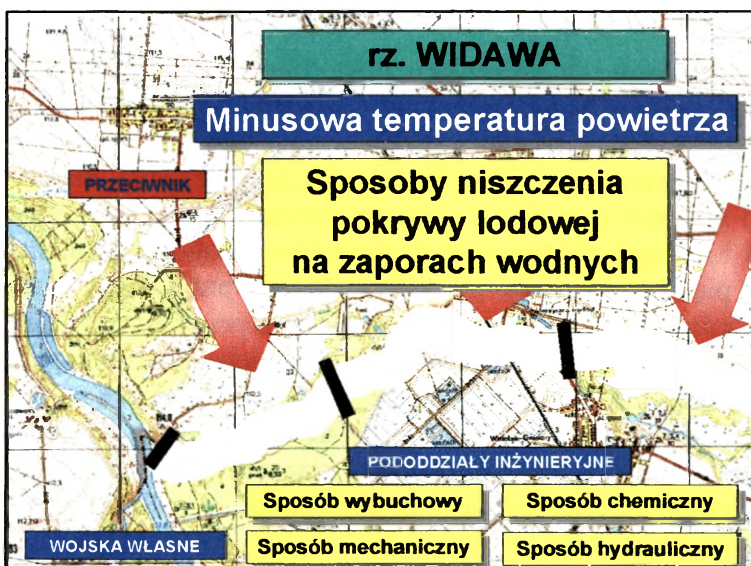 rz. WIDAWA
Minusowa temperatura powietrza
PRZECIWNIK
Sposoby niszczenia
pokrywy lodowej
na zaporach wodnych
PODODDZIAŁY INŻYNIERYJNE
Sposób wybuchowy
Sposób chemiczny
WOJSKA WŁASNE
Sposób mechaniczny
Sposób hydrauliczny